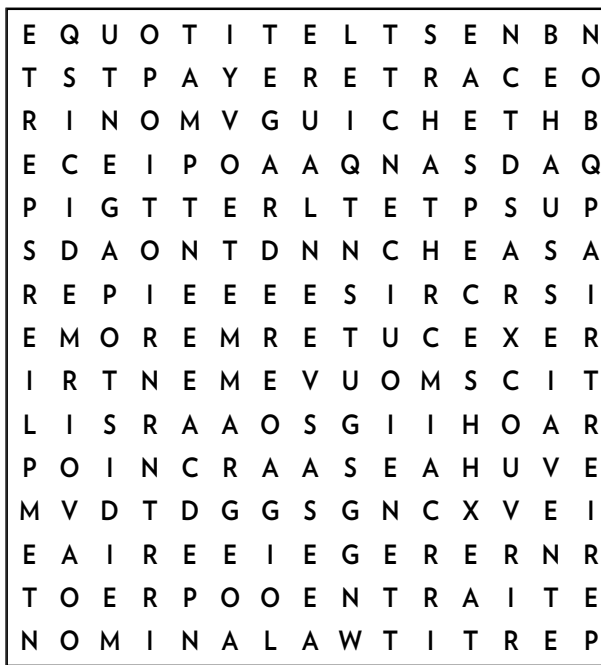 E Q U O T I T E L T S E N B N
T S T P A Y E R E T R A C E O
R I N O M V G U I C H E T H B
E C E I P O A A Q N A S D A Q
P I G T T E R L T E T P S U P
S D A O N T D N N C H E A S A
R E P I E E E E S I R C R S I
E M O R E M R E T U C E X E R
I R T N E M E V U O M S C I T
L I S R A A O S G I I H O A R
P O I N C R A A S E A H U V E
M V D T D G G S G N C X V E I
E A I R E E I E G E R E R N R
T O E R P O O E N T R A I T E
N O M I N A L A W T I T R E P